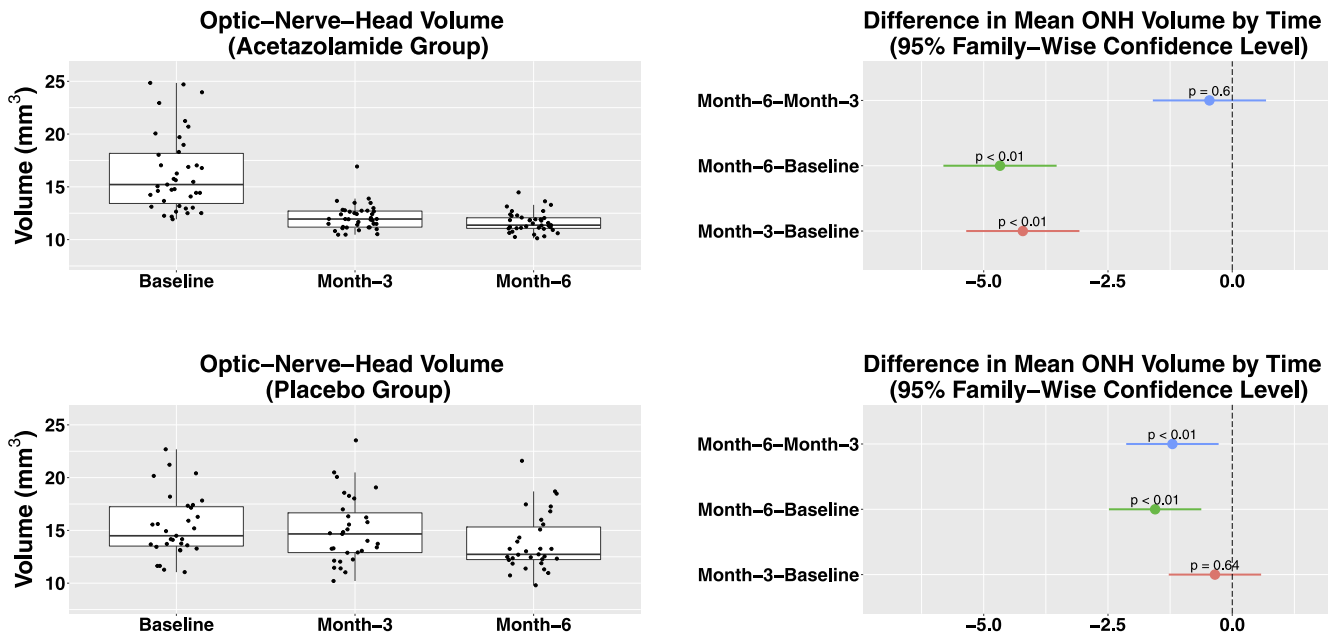 Optic–Nerve–Head Volume
(Acetazolamide Group)
Volume (mm³)
25
20
15
10
Baseline
Month–3
Month–6
Difference in Mean ONH Volume by Time
(95% Family–Wise Confidence Level)
Month–6–Month–3
p = 0.6
Month–6–Baseline
p < 0.01
Month–3–Baseline
p < 0.01
-5.0
-2.5
0.0
Optic–Nerve–Head Volume
(Placebo Group)
Volume (mm³)
25
20
15
10
Baseline
Month–3
Month–6
Difference in Mean ONH Volume by Time
(95% Family–Wise Confidence Level)
Month–6–Month–3
p < 0.01
Month–6–Baseline
p < 0.01
Month–3–Baseline
p = 0.64
-5.0
-2.5
0.0